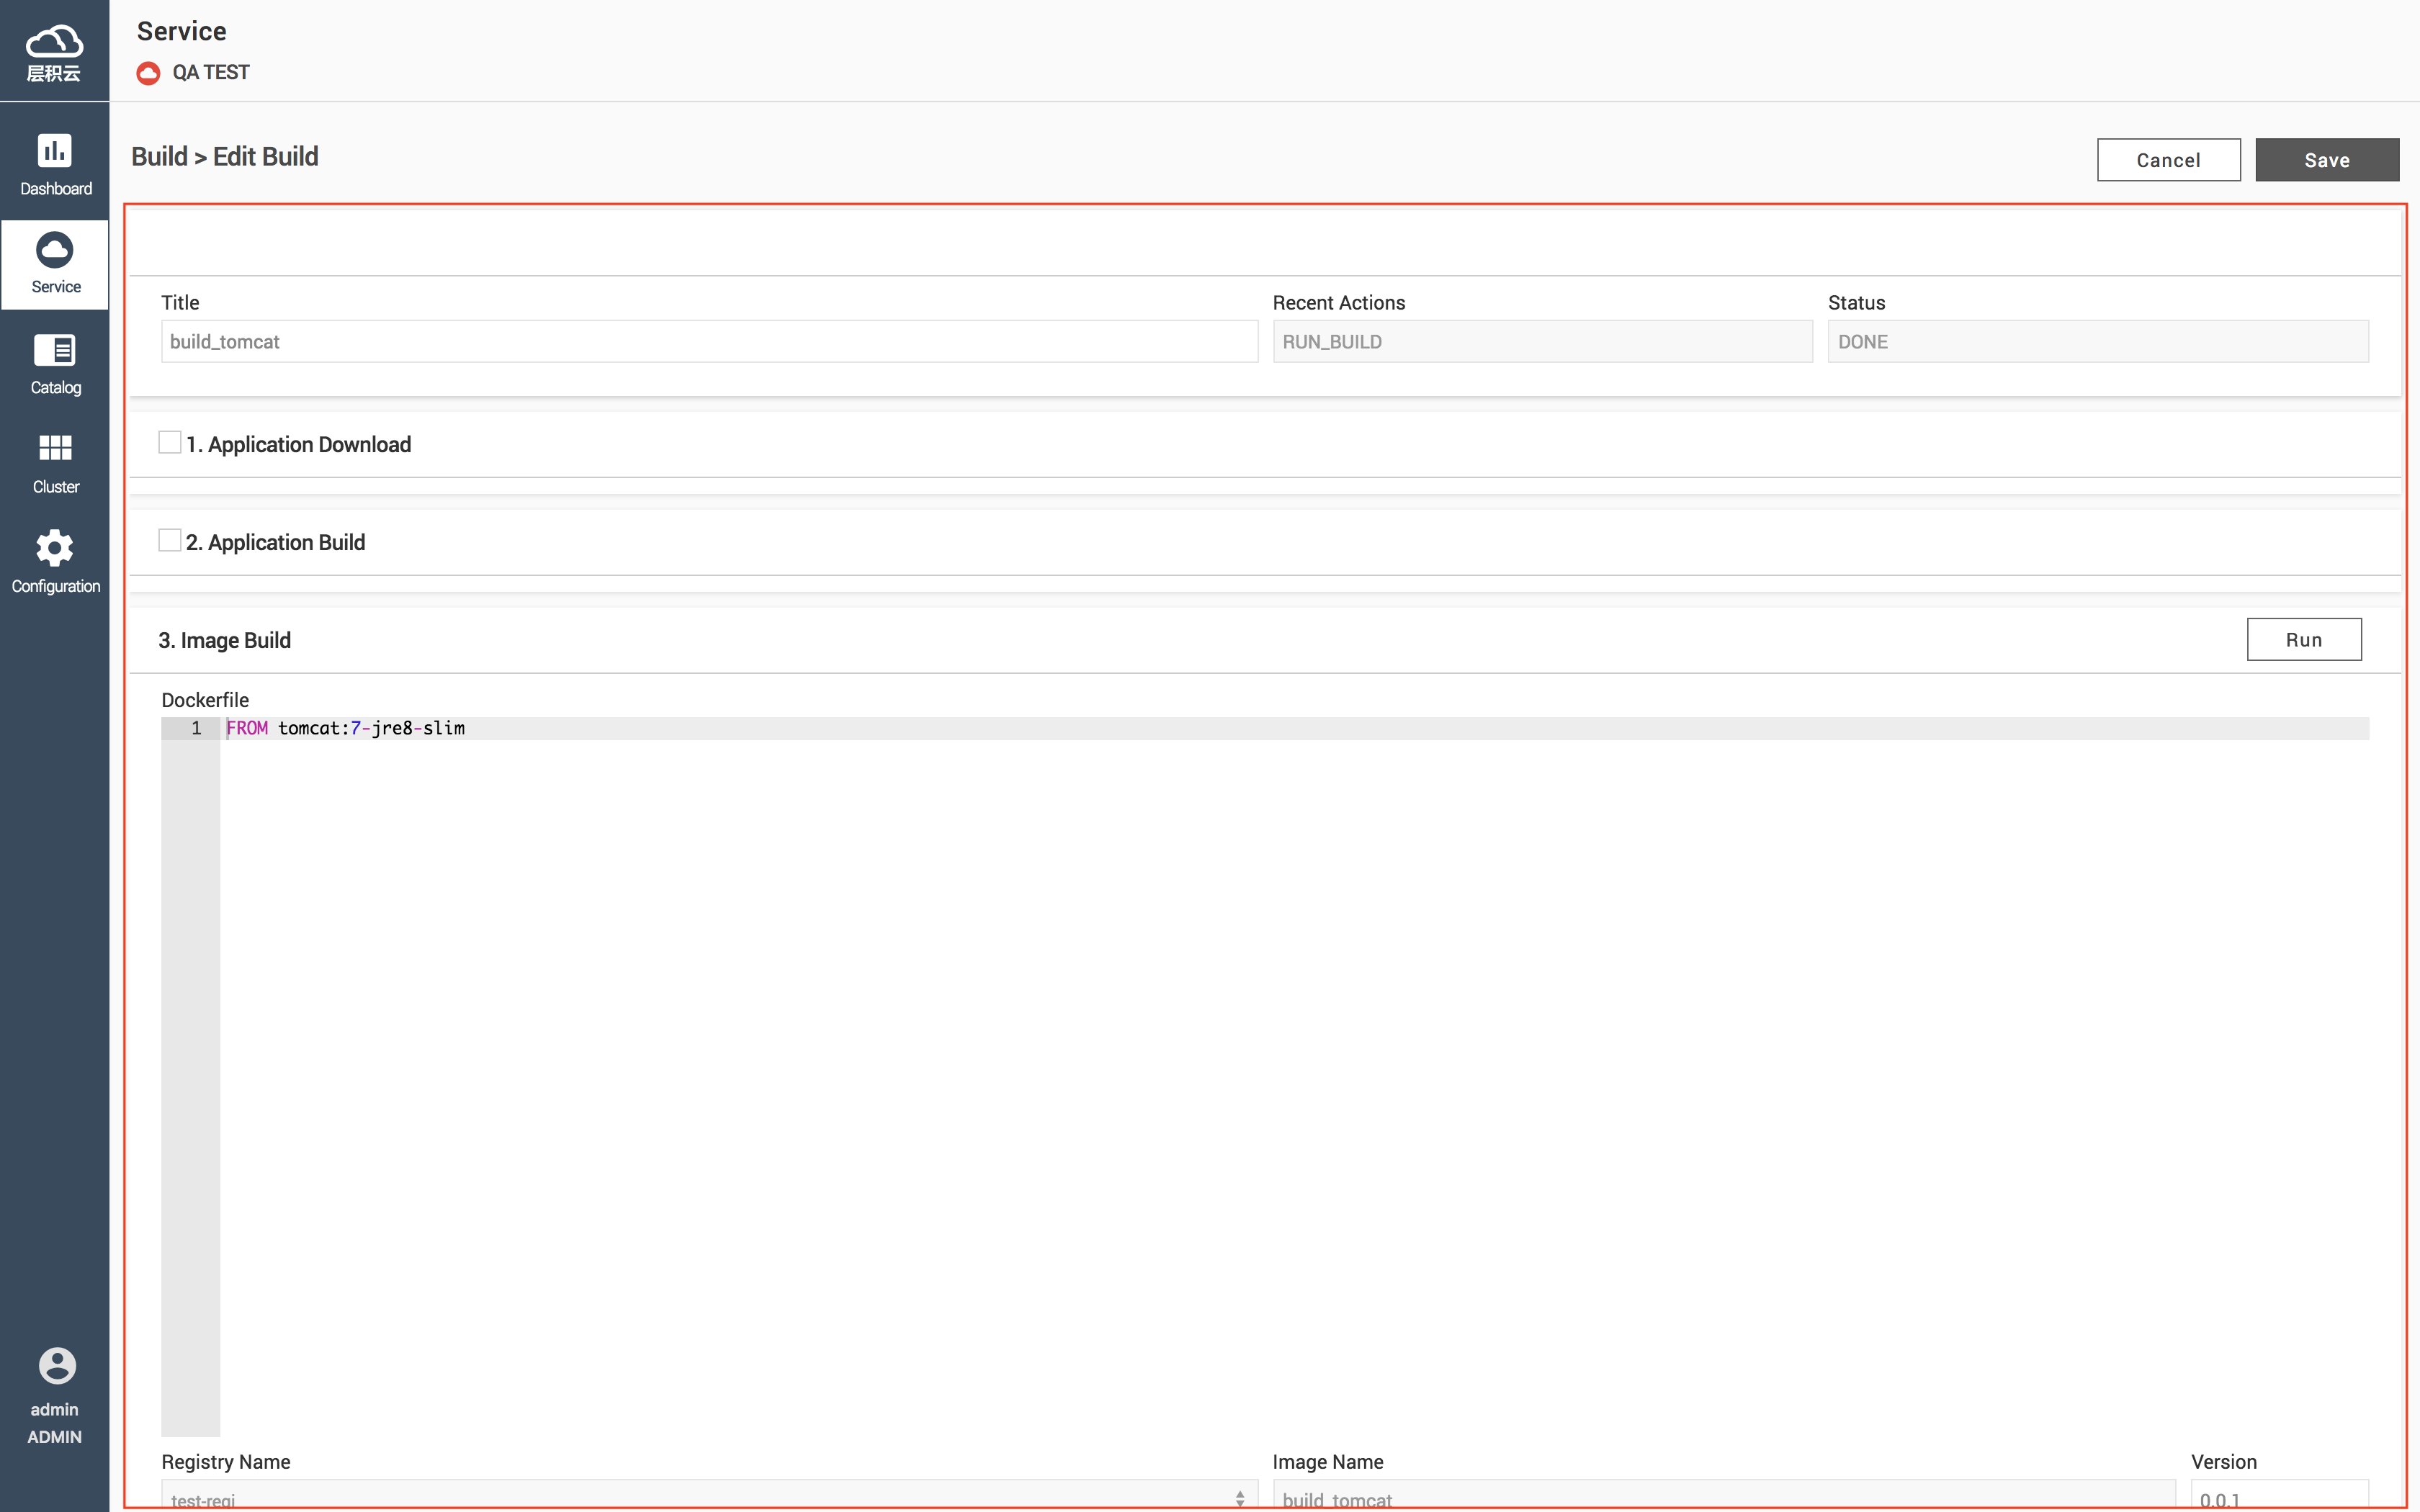 层积云
Service
QA TEST
Dashboard
Service
Catalog
Cluster
Configuration
admin
ADMIN
Build > Edit Build
Cancel
Save
Title
Recent Actions
Status
build_tomcat
RUN_BUILD
DONE
1. Application Download
2. Application Build
3. Image Build
Run
Dockerfile
1 FROM tomcat:7-jre8-slim
Registry Name
Image Name
Version
test-regi
build_tomcat
0.0.1